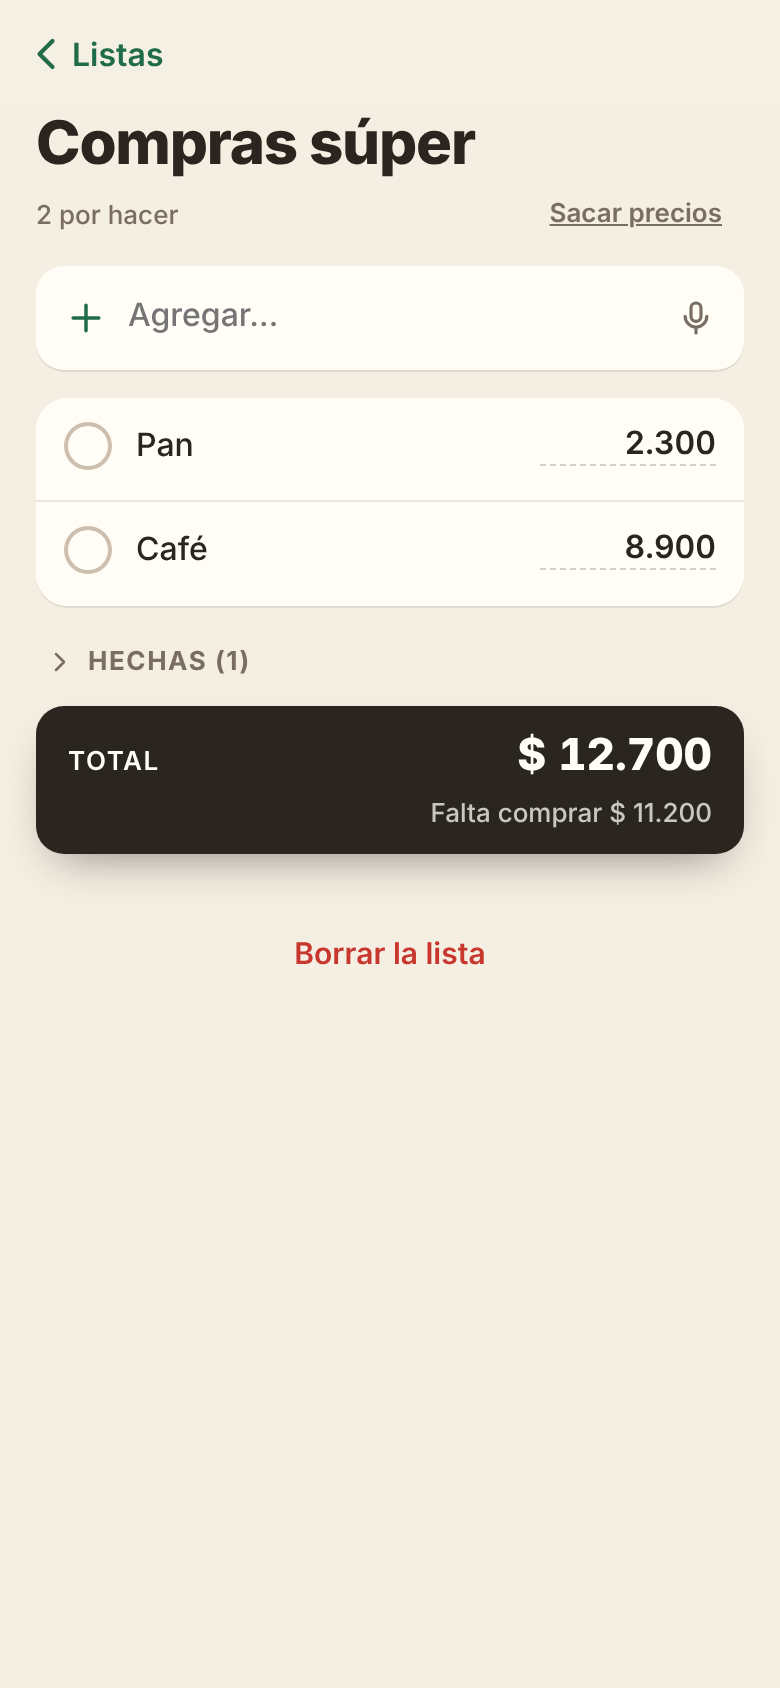 Listas
Compras súper
2 por hacer
Sacar precios
Agregar...
Pan 2.300
Café 8.900
HECHAS (1)
TOTAL $ 12.700
Falta comprar $ 11.200
Borrar la lista